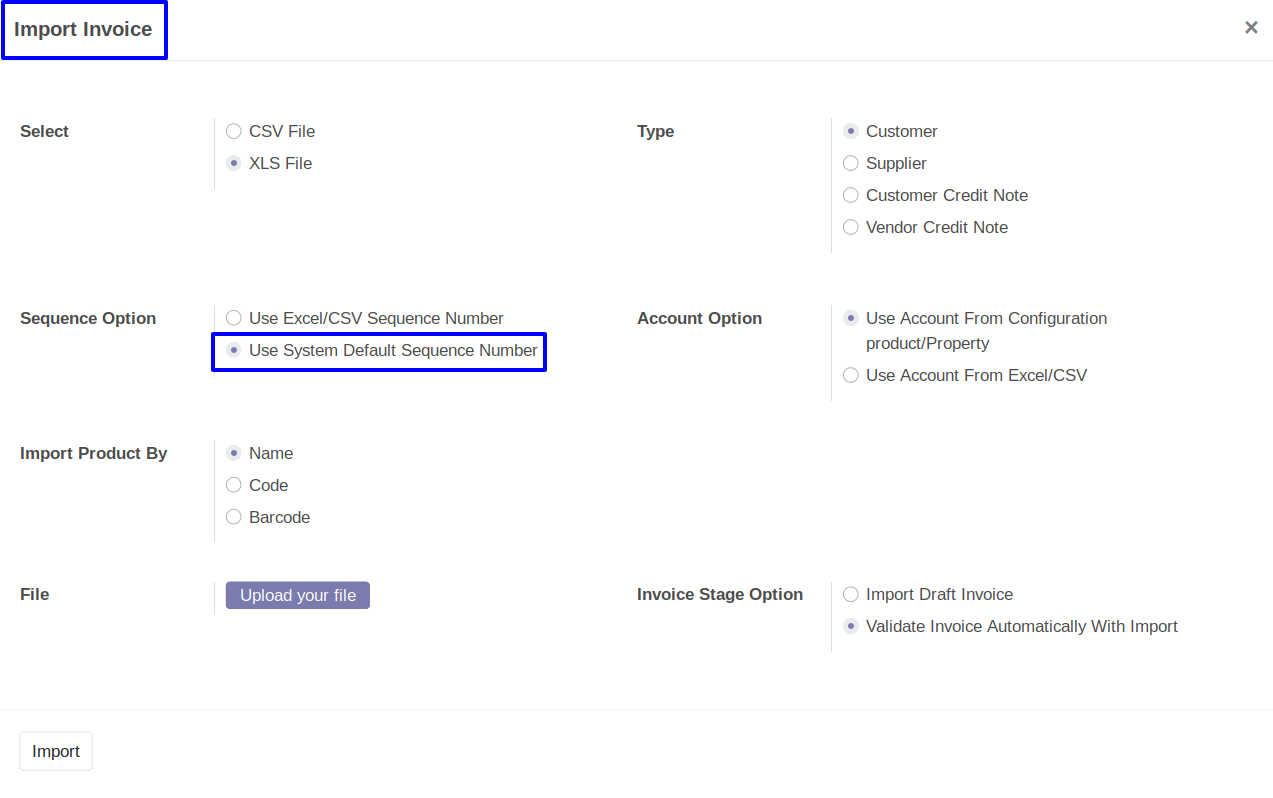 Import Invoice
×
Select
CSV File
XLS File
Type
Customer
Supplier
Customer Credit Note
Vendor Credit Note
Sequence Option
Use Excel/CSV Sequence Number
Use System Default Sequence Number
Account Option
Use Account From Configuration
product/Property
Use Account From Excel/CSV
Import Product By
Name
Code
Barcode
File
Upload your file
Invoice Stage Option
Import Draft Invoice
Validate Invoice Automatically With Import
Import